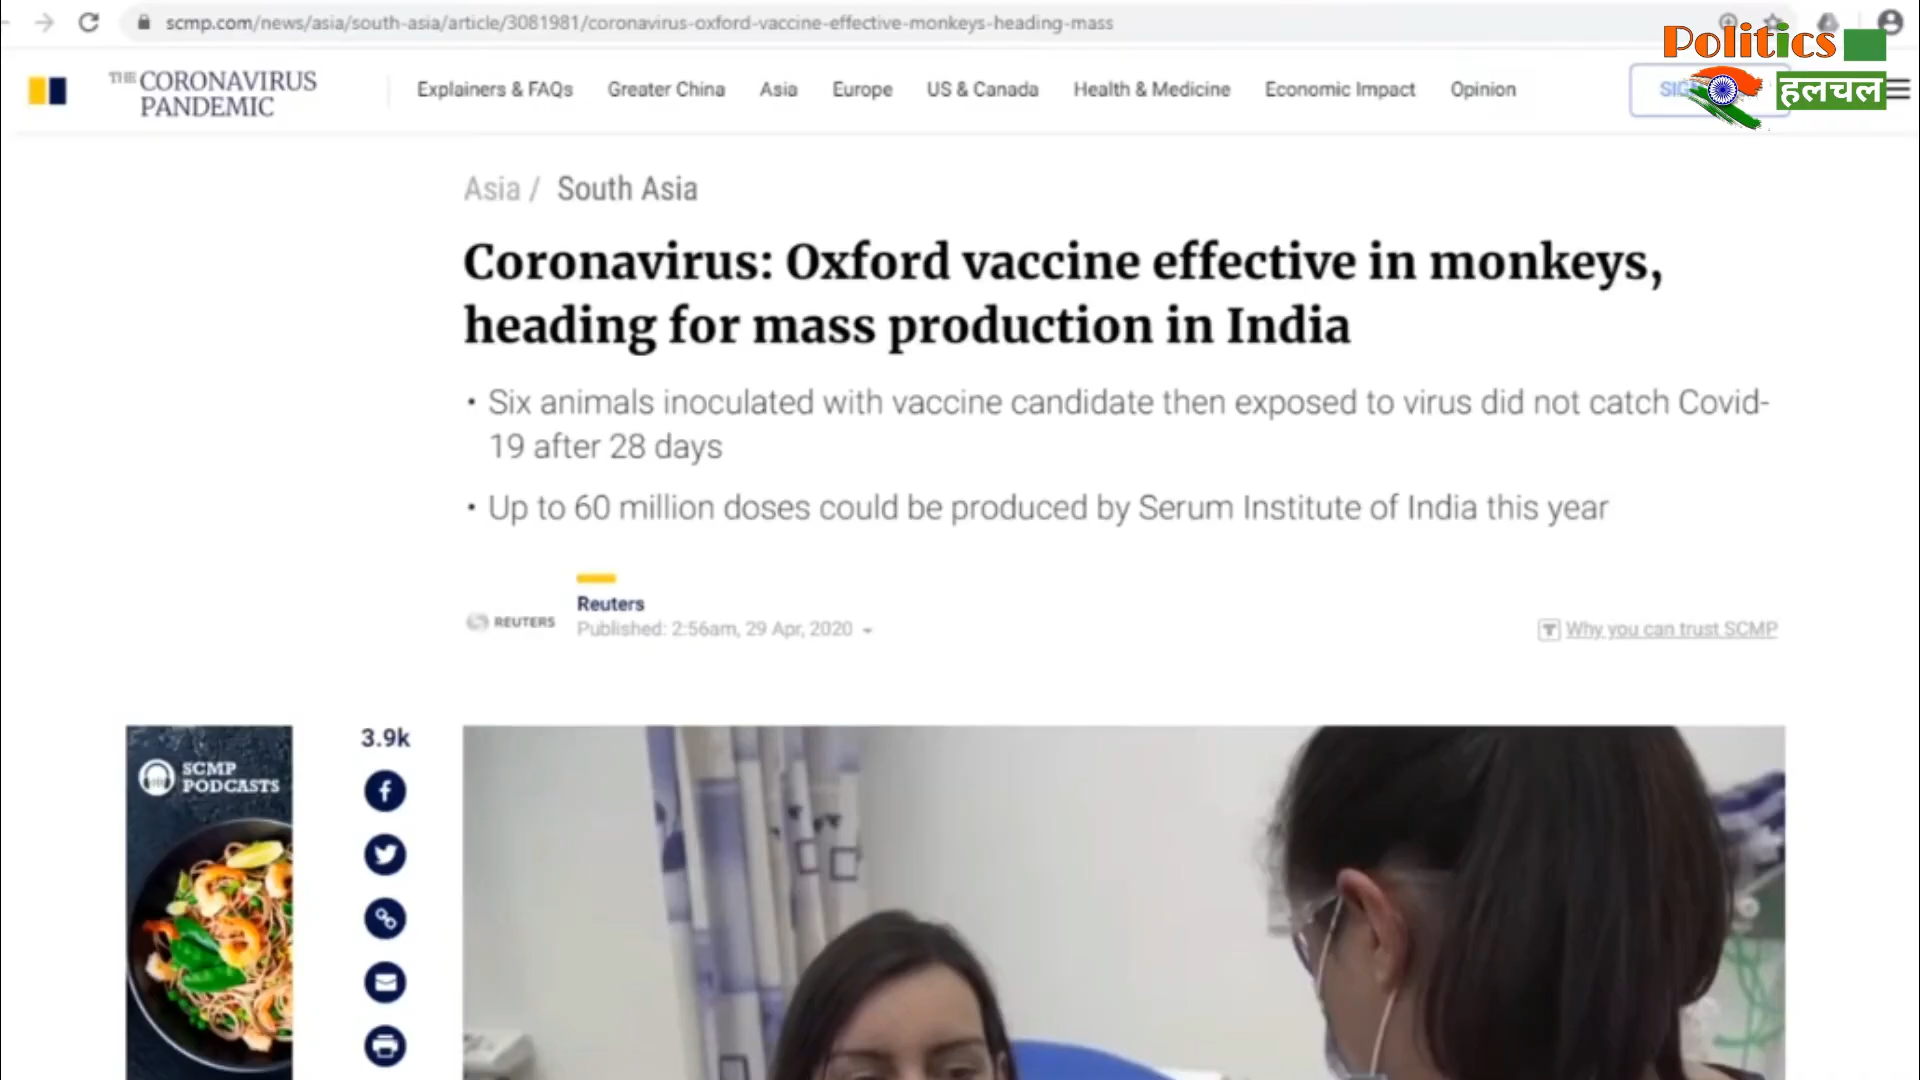 scmp.com/news/asia/south-asia/article/3081981/coronavirus-oxford-vaccine-effective-monkeys-heading-mass
Politics
हलचल
THE CORONAVIRUS
PANDEMIC
Explainers & FAQs Greater China Asia Europe US & Canada Health & Medicine Economic Impact Opinion
Asia / South Asia
Coronavirus: Oxford vaccine effective in monkeys,
heading for mass production in India
• Six animals inoculated with vaccine candidate then exposed to virus did not catch Covid-
19 after 28 days
• Up to 60 million doses could be produced by Serum Institute of India this year
REUTERS
Reuters
Published: 2:56am, 29 Apr, 2020
Why you can trust SCMP
SCMP
PODCASTS
3.9k